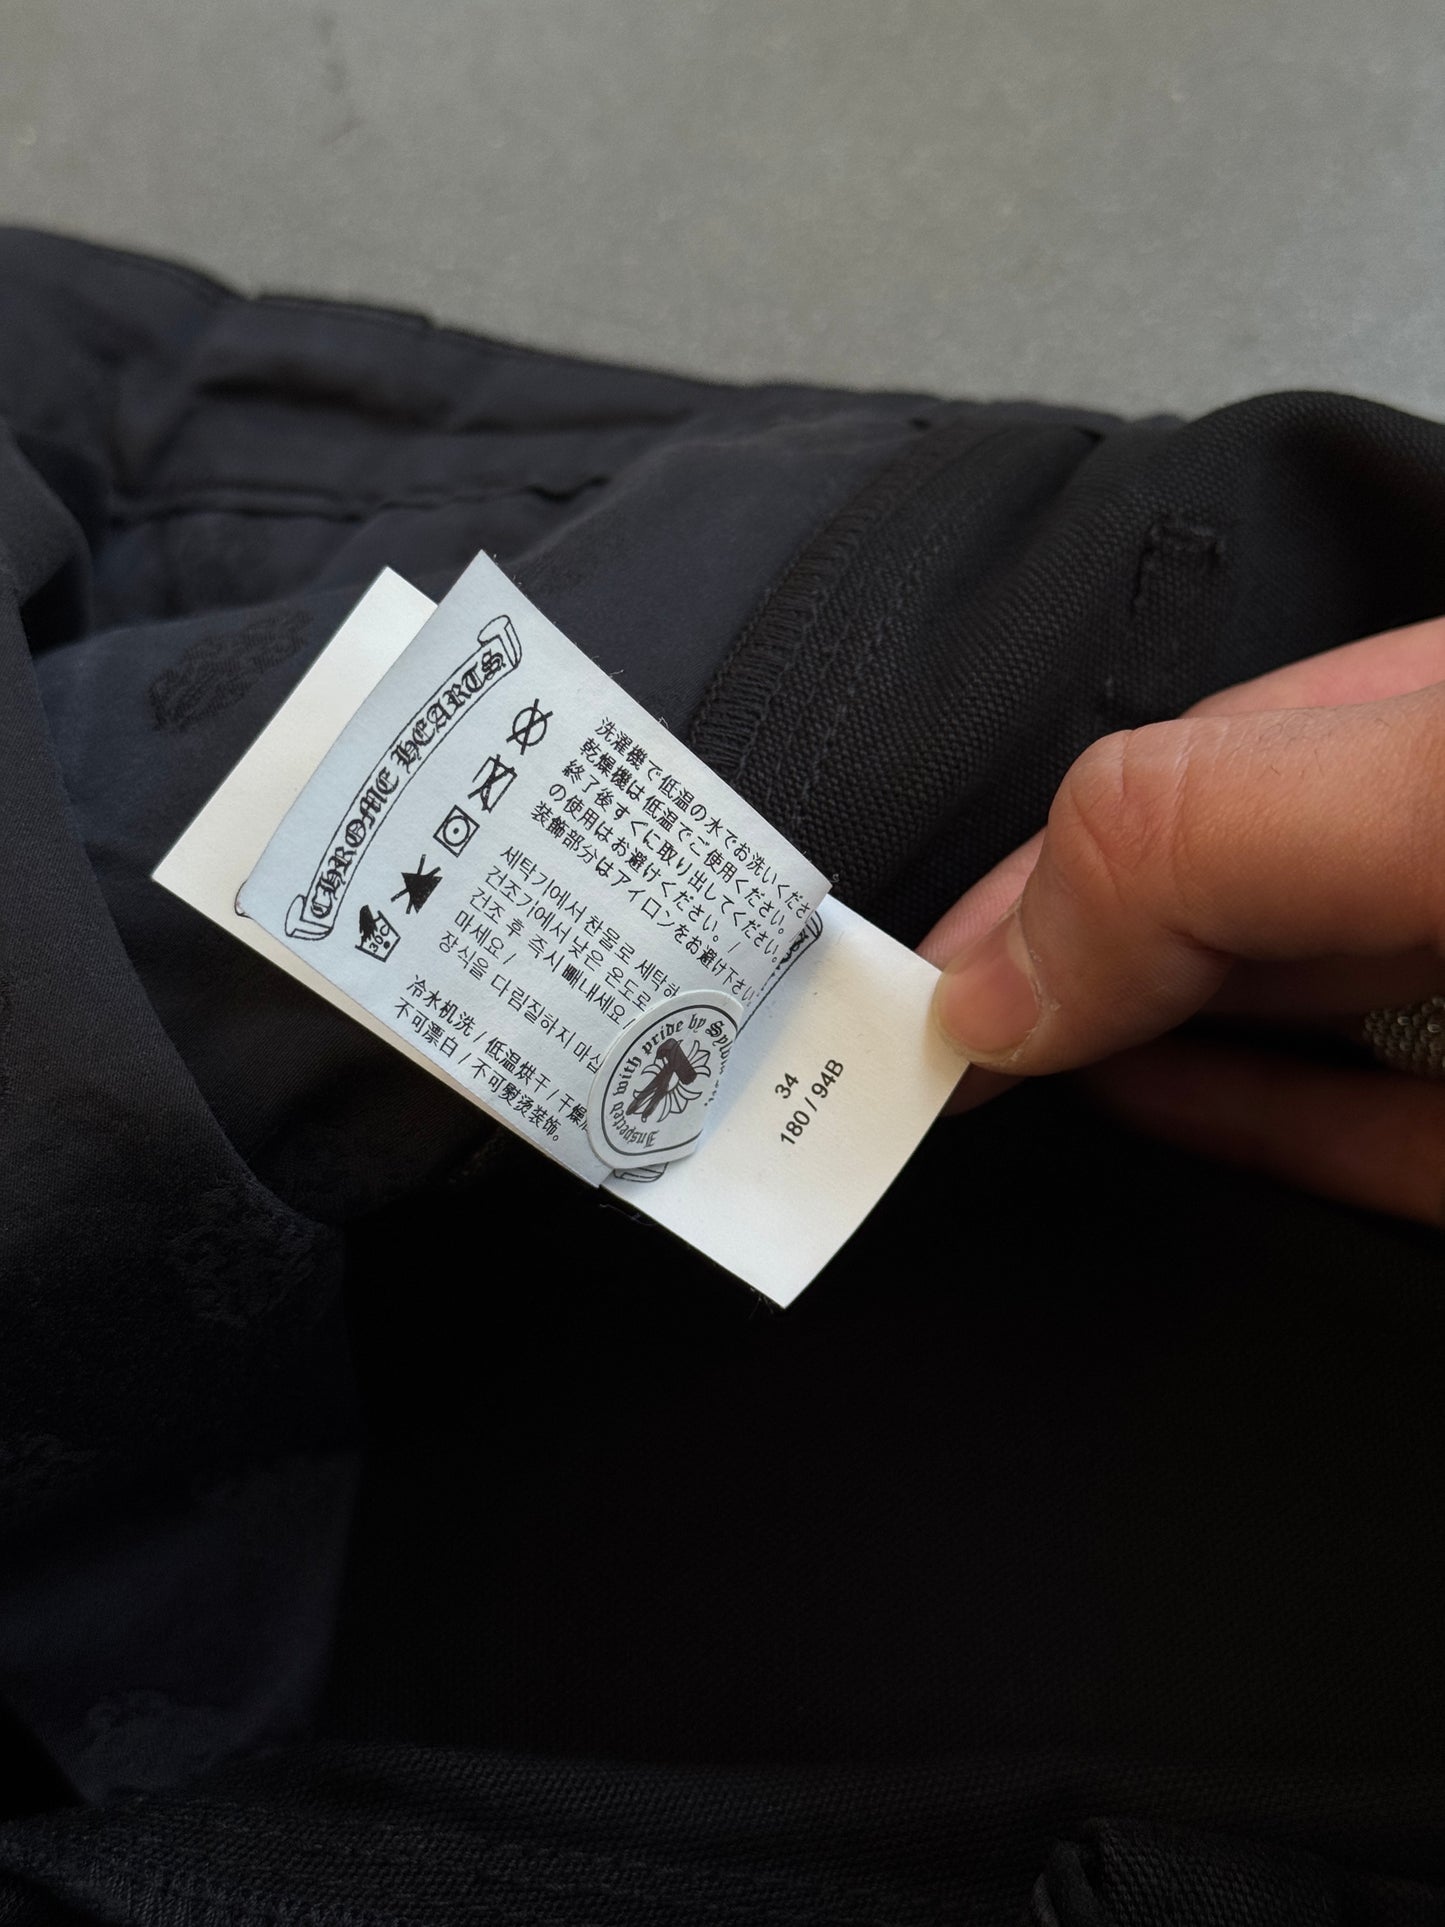 CHROME HEARTS
洗濯機で低温の水でお洗いくださ
乾燥機は低温でご使用ください。
終了後すぐに取り出してください。
の使用はお避けください。 /
装飾部分はアイロンをお避け下さい。
세탁기에서 찬물로 세탁하
건조기에서 낮은 온도로
건조 후 즉시 빼내세요 /
마세요 /
장식을 다림질하지 마십
冷水机洗 / 低温烘干 / 干燥
不可漂白 / 不可熨烫装饰。
30C
Inspected with pride by
34
180 / 94B